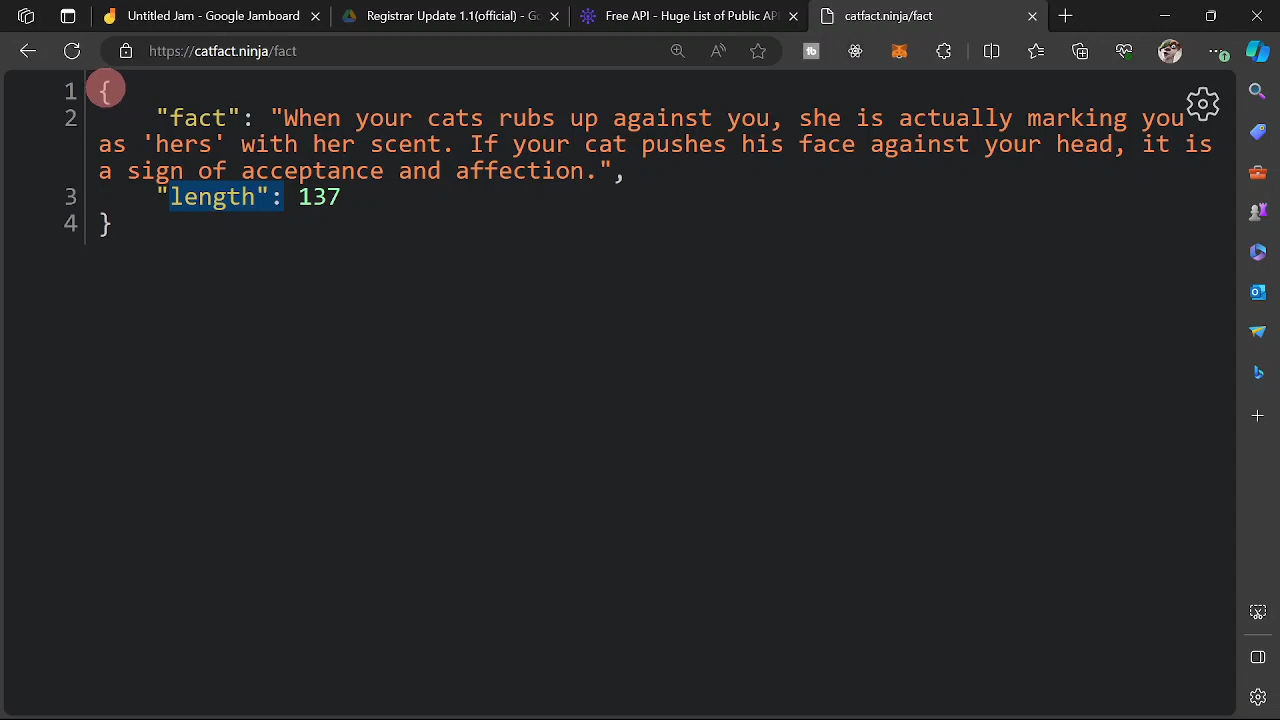 Untitled Jam - Google Jamboard
Registrar Update 1.1(official) - Go
Free API - Huge List of Public API
catfact.ninja/fact
https://catfact.ninja/fact
1 {
2 "fact": "When your cats rubs up against you, she is actually marking you
as 'hers' with her scent. If your cat pushes his face against your head, it is
a sign of acceptance and affection.",
3 "length": 137
4 }